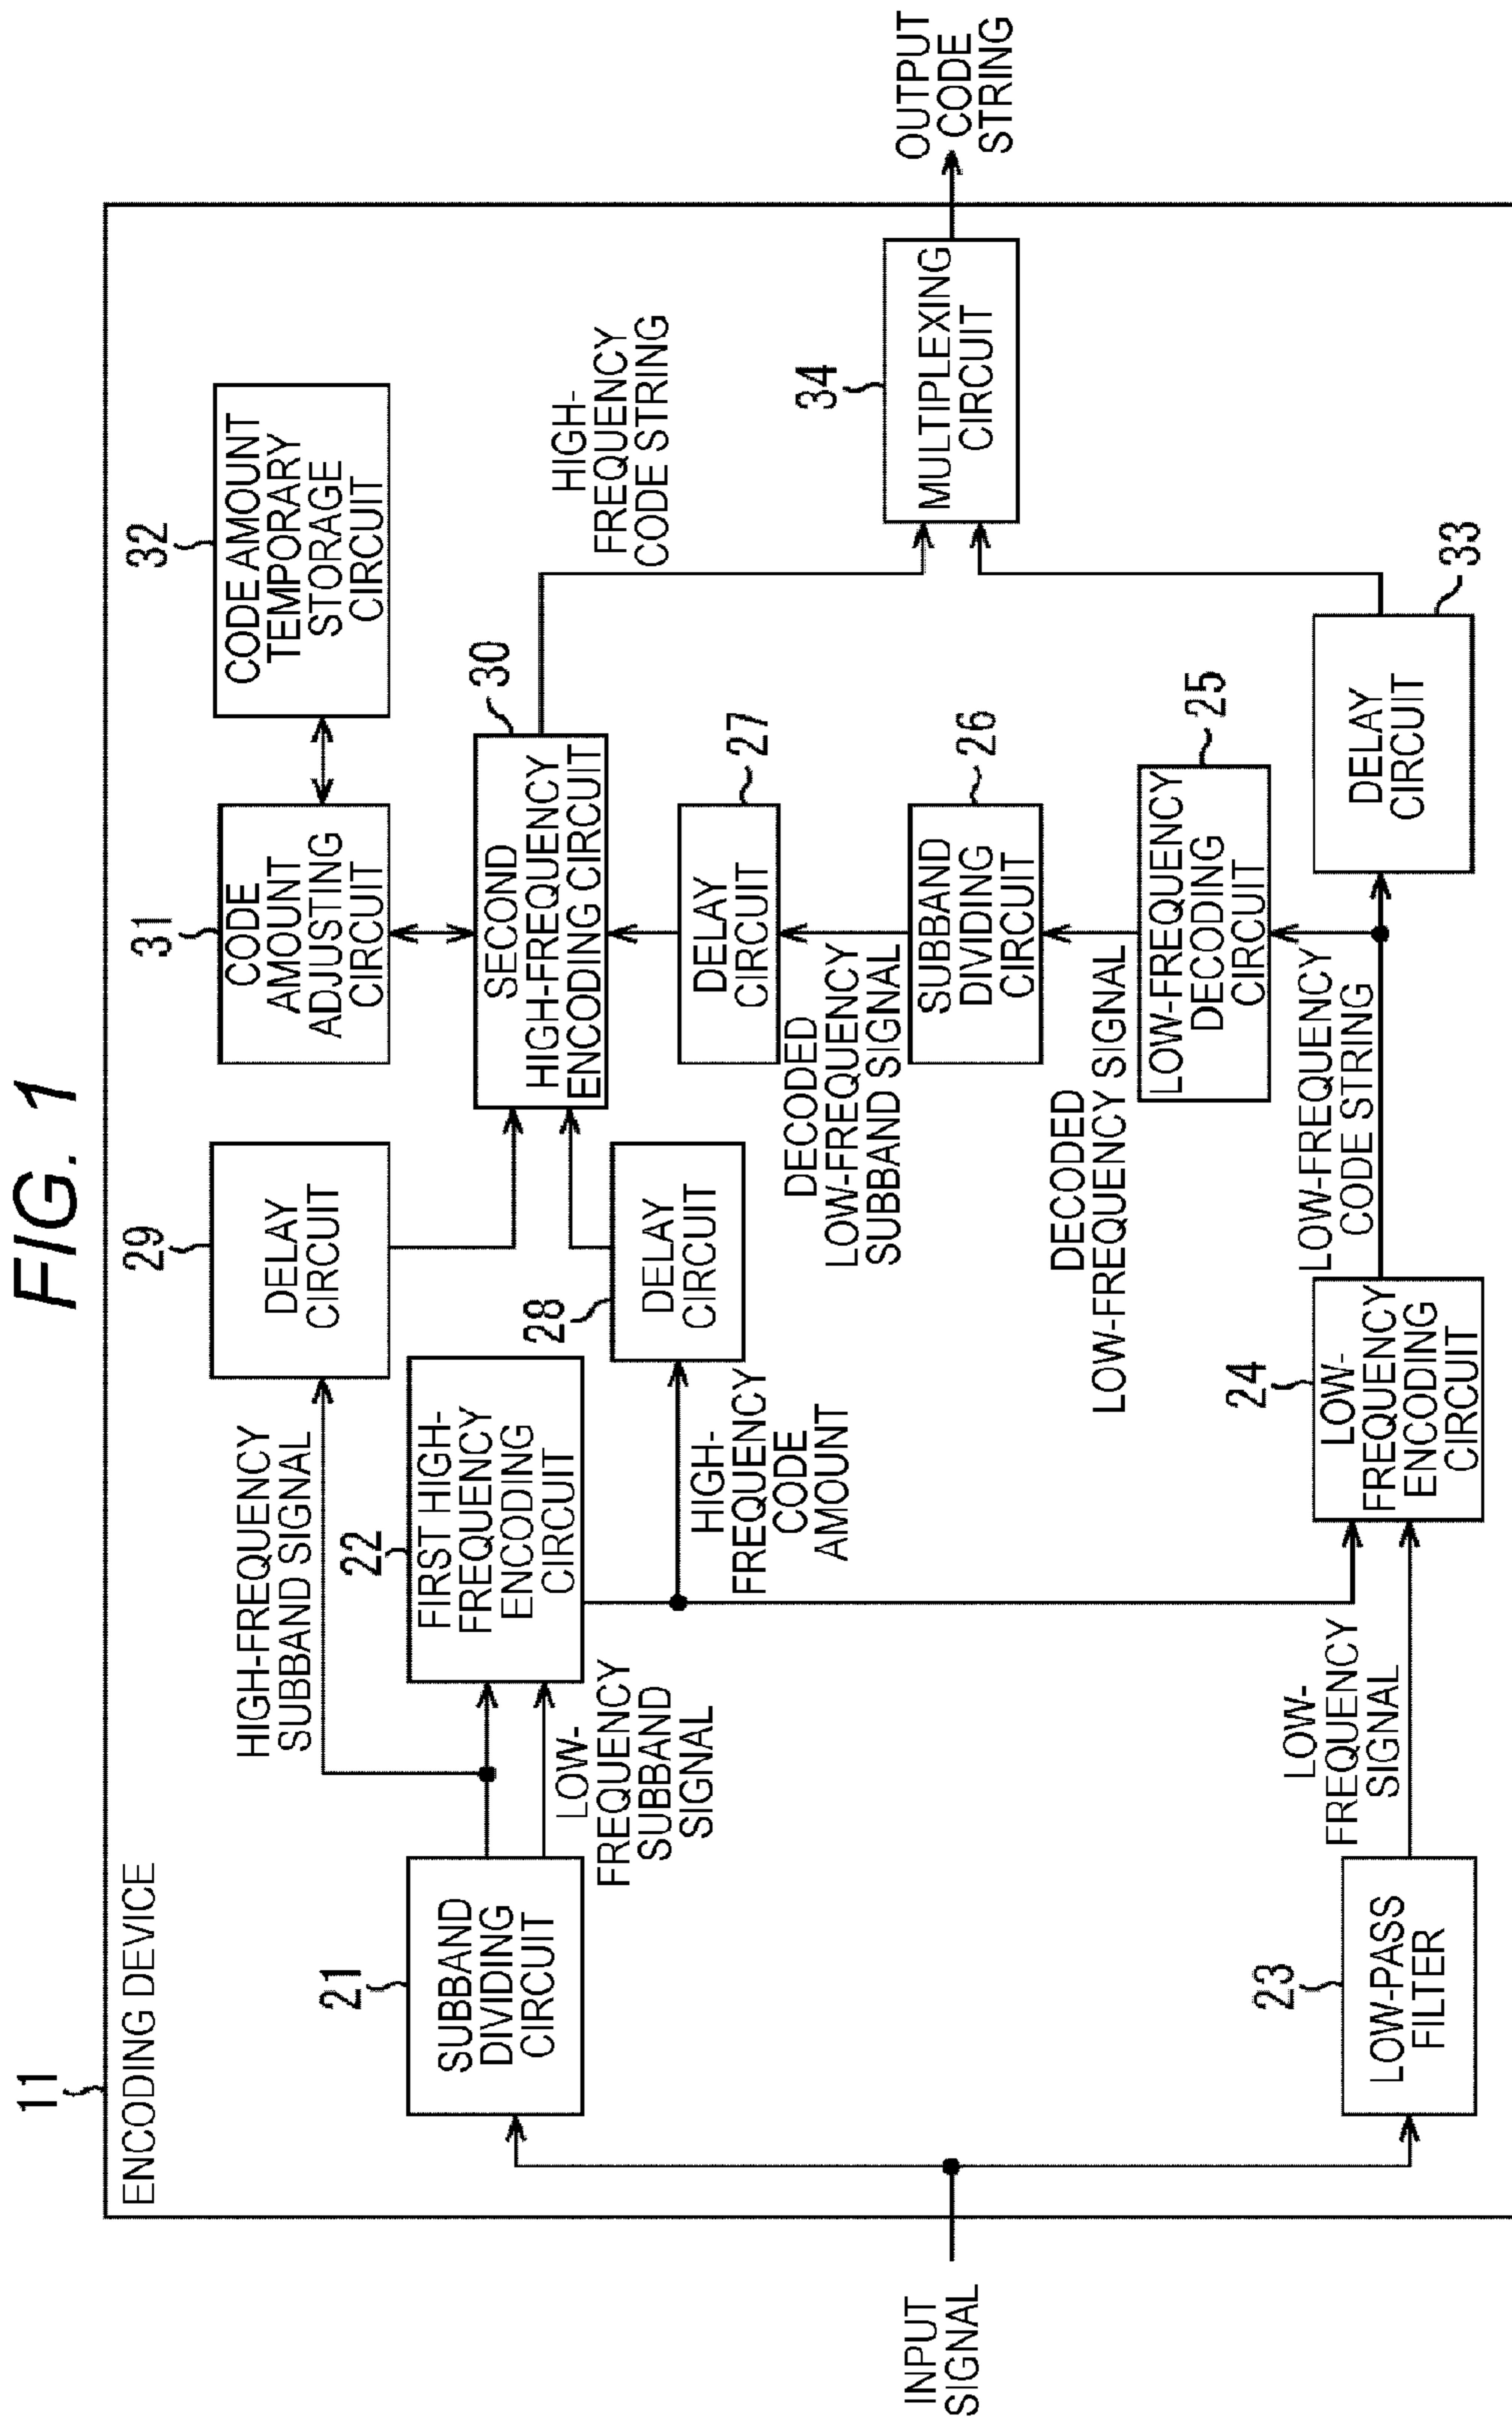 FIG. 1
11
ENCODING DEVICE
INPUT
SIGNAL
21
SUBBAND
DIVIDING
CIRCUIT
HIGH-FREQUENCY
SUBBAND SIGNAL
LOW-
FREQUENCY
SUBBAND
SIGNAL
22
FIRST HIGH-
FREQUENCY
ENCODING
CIRCUIT
HIGH-
FREQUENCY
CODE
AMOUNT
29
DELAY
CIRCUIT
28
DELAY
CIRCUIT
23
LOW-PASS
FILTER
LOW-
FREQUENCY
SIGNAL
24
LOW-
FREQUENCY
ENCODING
CIRCUIT
LOW-FREQUENCY
CODE STRING
31
CODE
AMOUNT
ADJUSTING
CIRCUIT
32
CODE AMOUNT
TEMPORARY
STORAGE
CIRCUIT
30
SECOND
HIGH-FREQUENCY
ENCODING CIRCUIT
27
DELAY
CIRCUIT
DECODED
LOW-FREQUENCY
SUBBAND SIGNAL
26
SUBBAND
DIVIDING
CIRCUIT
DECODED
LOW-FREQUENCY SIGNAL
25
LOW-FREQUENCY
DECODING
CIRCUIT
33
DELAY
CIRCUIT
HIGH-
FREQUENCY
CODE STRING
34
MULTIPLEXING
CIRCUIT
OUTPUT
CODE
STRING